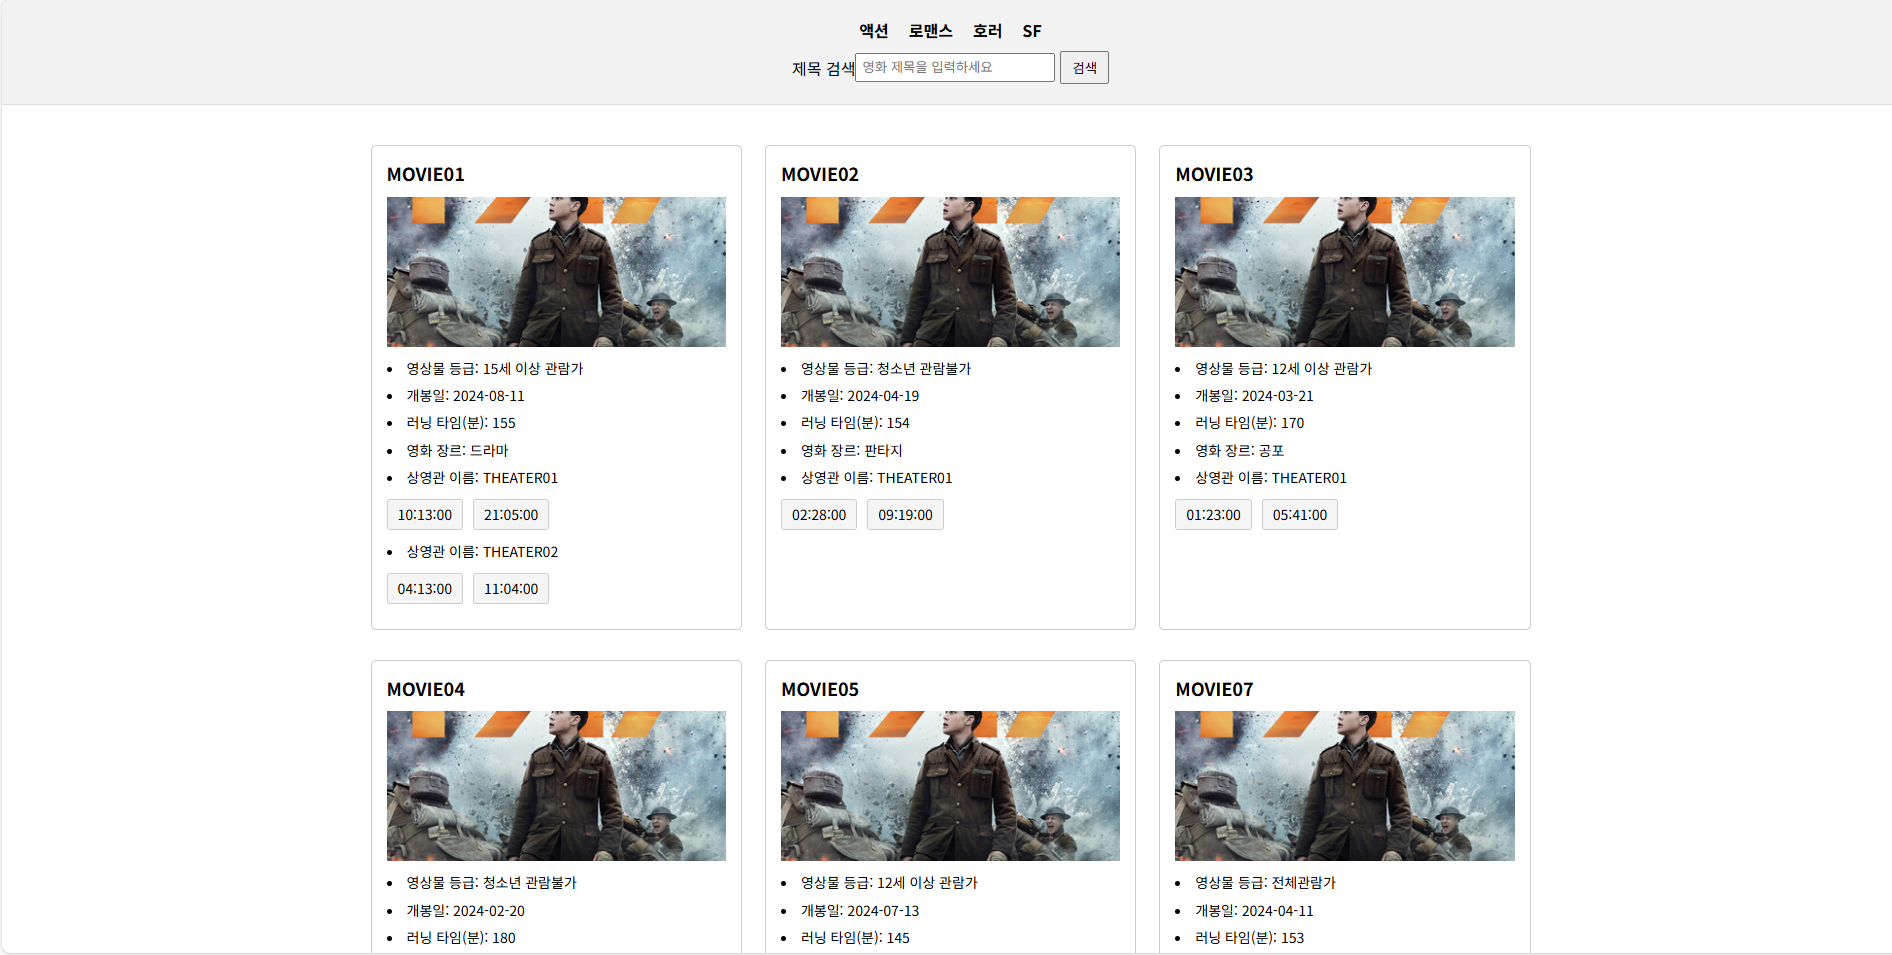 액션 로맨스 호러 SF
제목 검색 영화 제목을 입력하세요 검색
MOVIE01
영상물 등급: 15세 이상 관람가
개봉일: 2024-08-11
러닝 타임(분): 155
영화 장르: 드라마
상영관 이름: THEATER01
10:13:00 21:05:00
상영관 이름: THEATER02
04:13:00 11:04:00
MOVIE02
영상물 등급: 청소년 관람불가
개봉일: 2024-04-19
러닝 타임(분): 154
영화 장르: 판타지
상영관 이름: THEATER01
02:28:00 09:19:00
MOVIE03
영상물 등급: 12세 이상 관람가
개봉일: 2024-03-21
러닝 타임(분): 170
영화 장르: 공포
상영관 이름: THEATER01
01:23:00 05:41:00
MOVIE04
영상물 등급: 청소년 관람불가
개봉일: 2024-02-20
러닝 타임(분): 180
MOVIE05
영상물 등급: 12세 이상 관람가
개봉일: 2024-07-13
러닝 타임(분): 145
MOVIE07
영상물 등급: 전체관람가
개봉일: 2024-04-11
러닝 타임(분): 153